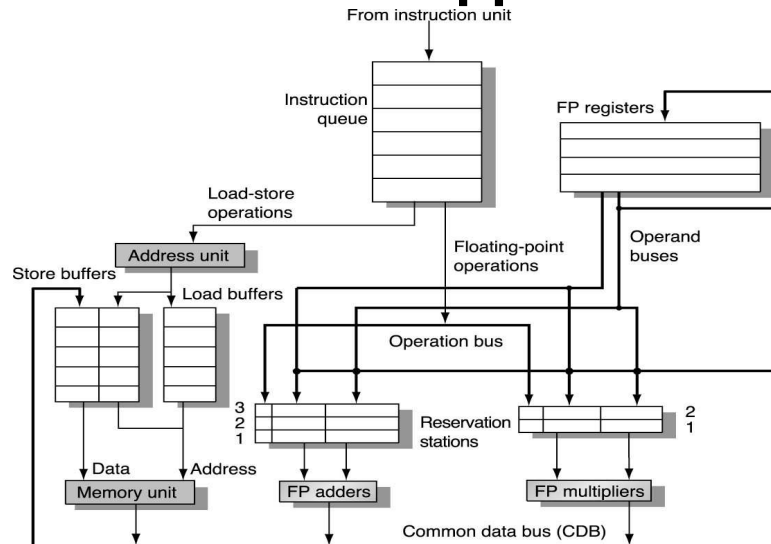 From instruction unit
Instruction
queue
FP registers
Load-store
operations
Address unit
Floating-point
operations
Operand
buses
Store buffers
Load buffers
Operation bus
3
2
1
Reservation
stations
2
1
Data
Address
Memory unit
FP adders
FP multipliers
Common data bus (CDB)